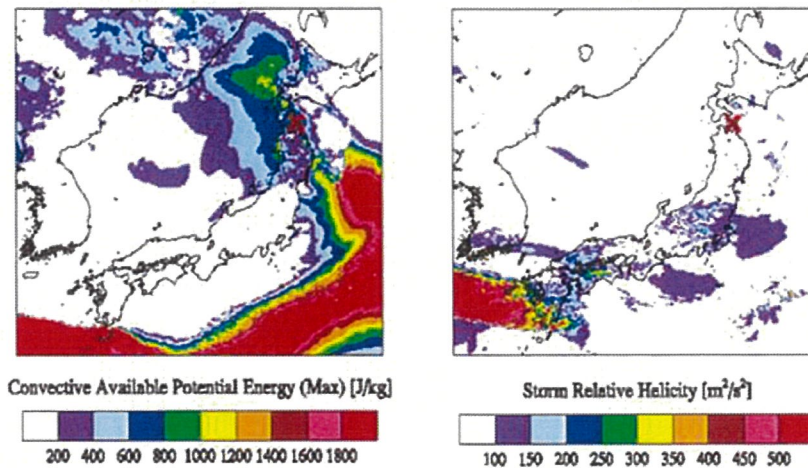 Convective Available Potential Energy (Max) [J/kg]
200 400 600 800 1000 1200 1400 1600 1800
Storm Relative Helicity [m²/s²]
100 150 200 250 300 350 400 450 500